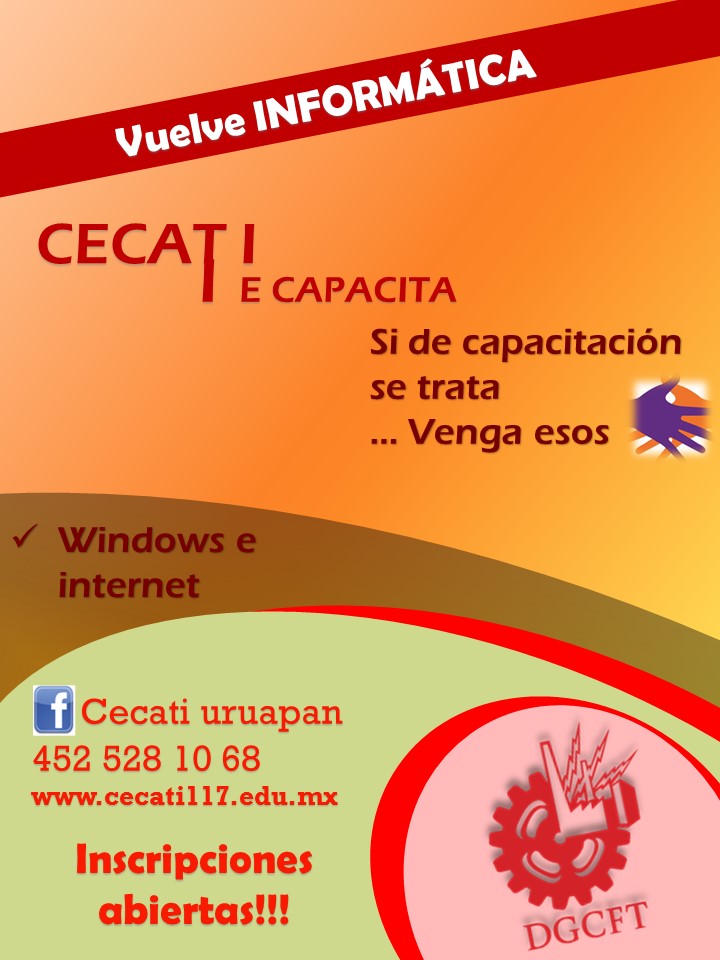 Vuelve INFORMÁTICA
CECATI
E CAPACITA
Si de capacitación
se trata
... Venga esos
✓ Windows e
internet
f Cecati uruapan
452 528 10 68
www.cecati117.edu.mx
Inscripciones
abiertas!!!
DGCFT